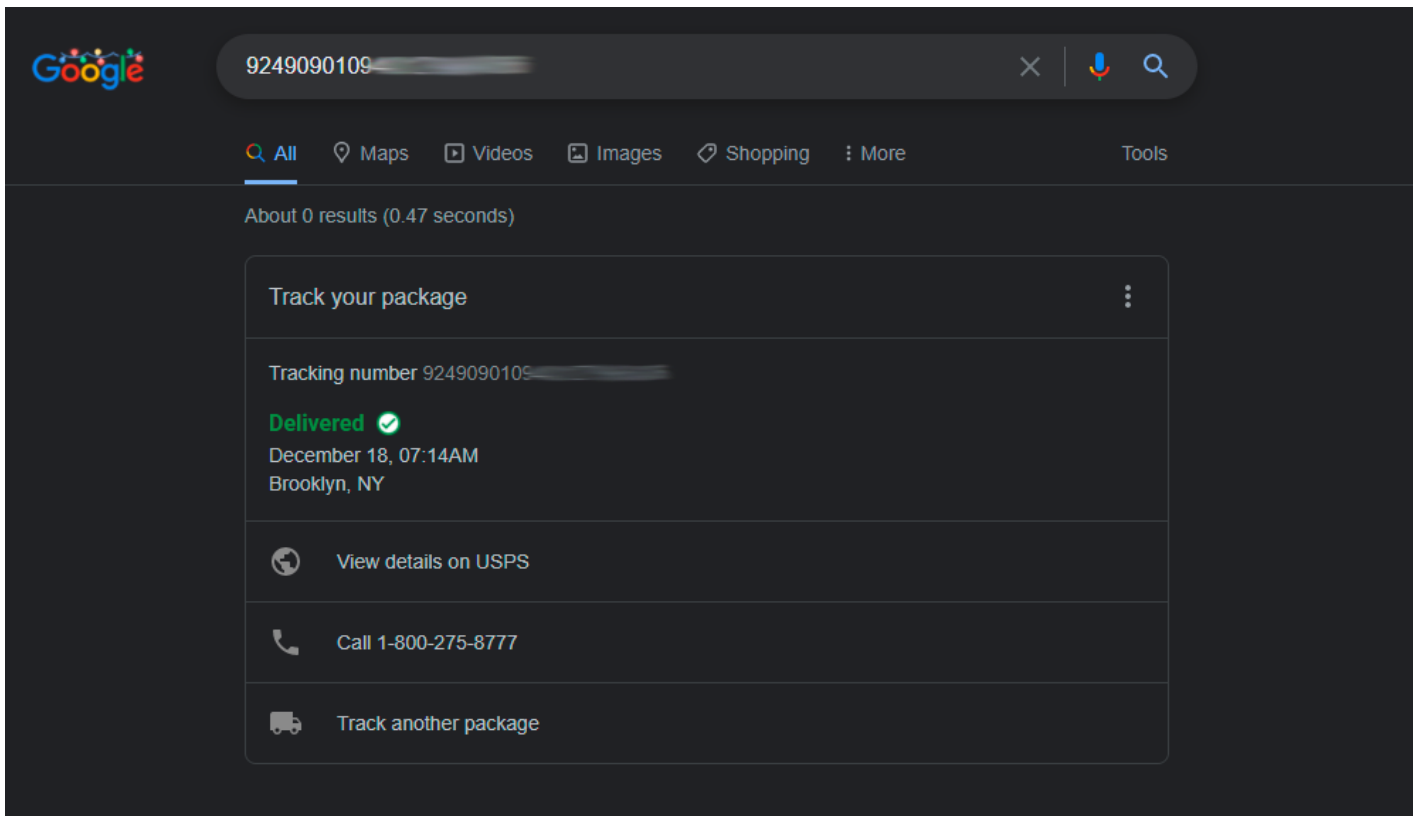 Google
9249090109
All Maps Videos Images Shopping More Tools
About 0 results (0.47 seconds)
Track your package
Tracking number 9249090109
Delivered
December 18, 07:14AM
Brooklyn, NY
View details on USPS
Call 1-800-275-8777
Track another package